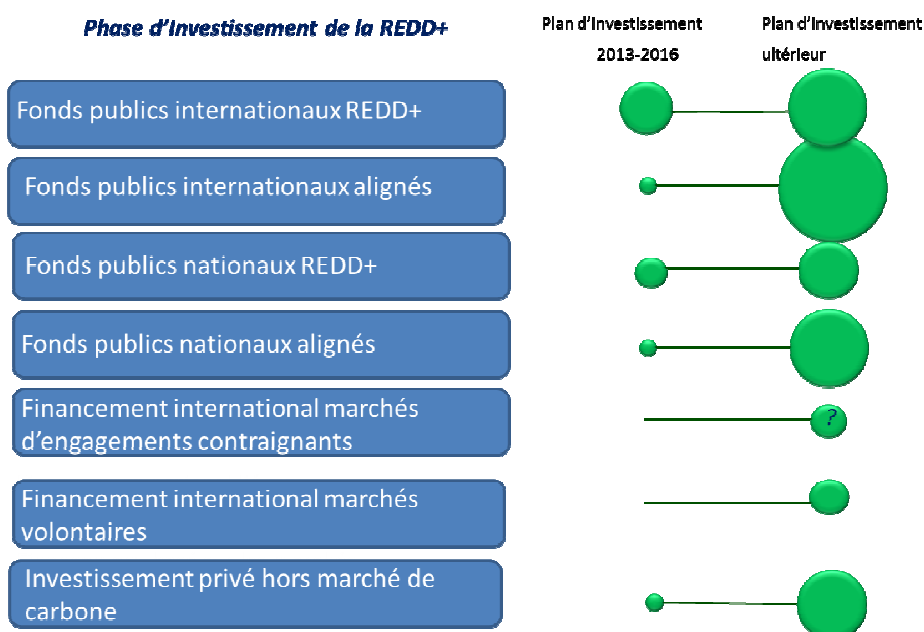 Phase d'Investissement de la REDD+
Plan d'Investissement
2013-2016
Plan d'Investissement
ultérieur
Fonds publics internationaux REDD+
Fonds publics internationaux alignés
Fonds publics nationaux REDD+
Fonds publics nationaux alignés
Financement international marchés
d'engagements contraignants
?
Financement international marchés
volontaires
Investissement privé hors marché de
carbone